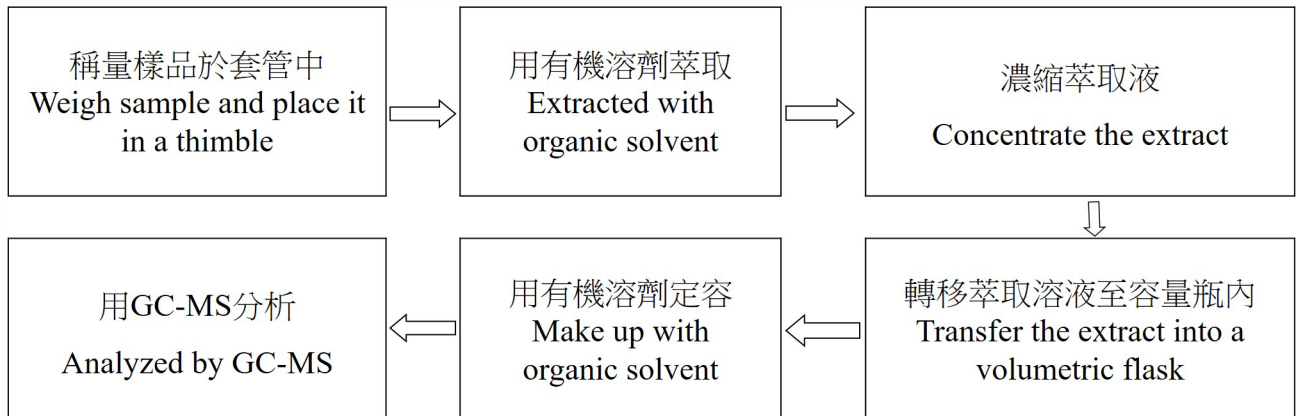 稱量樣品於套管中
Weigh sample and place it
in a thimble
用有機溶劑萃取
Extracted with
organic solvent
濃縮萃取液
Concentrate the extract
轉移萃取溶液至容量瓶內
Transfer the extract into a
volumetric flask
用有機溶劑定容
Make up with
organic solvent
用GC-MS分析
Analyzed by GC-MS